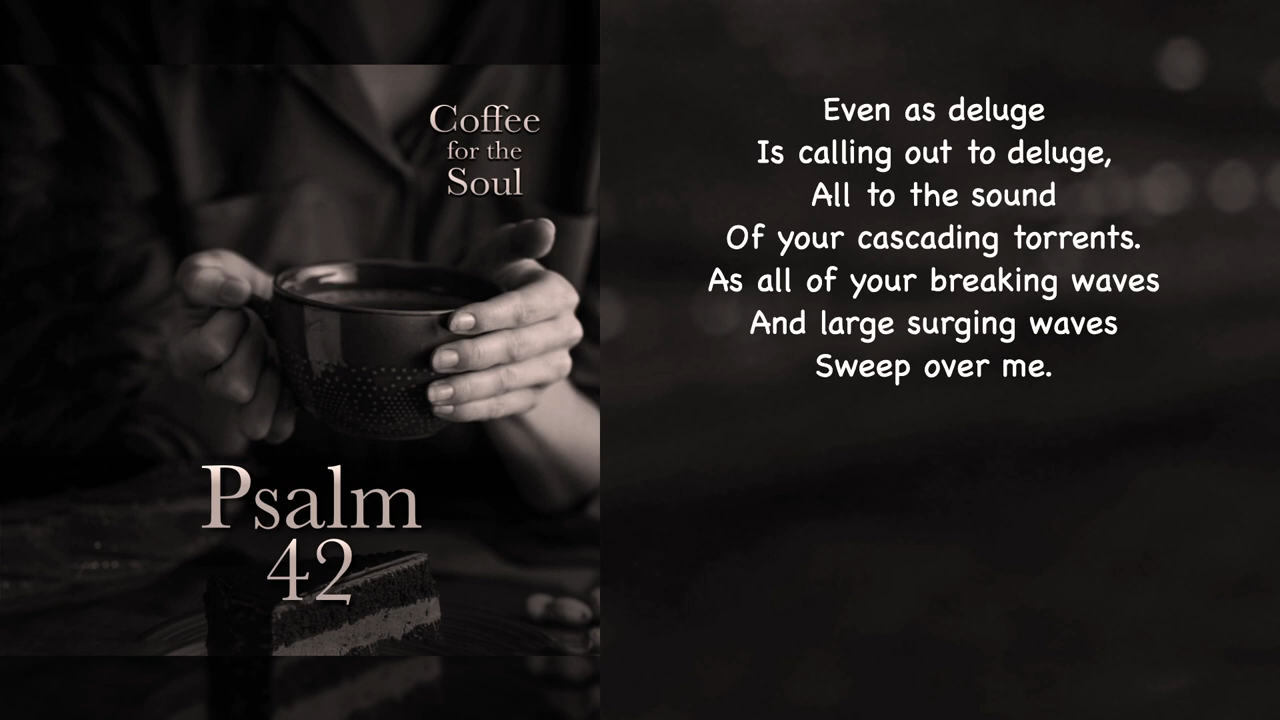 Coffee
for the
Soul
Psalm
42
Even as deluge
Is calling out to deluge,
All to the sound
Of your cascading torrents.
As all of your breaking waves
And large surging waves
Sweep over me.